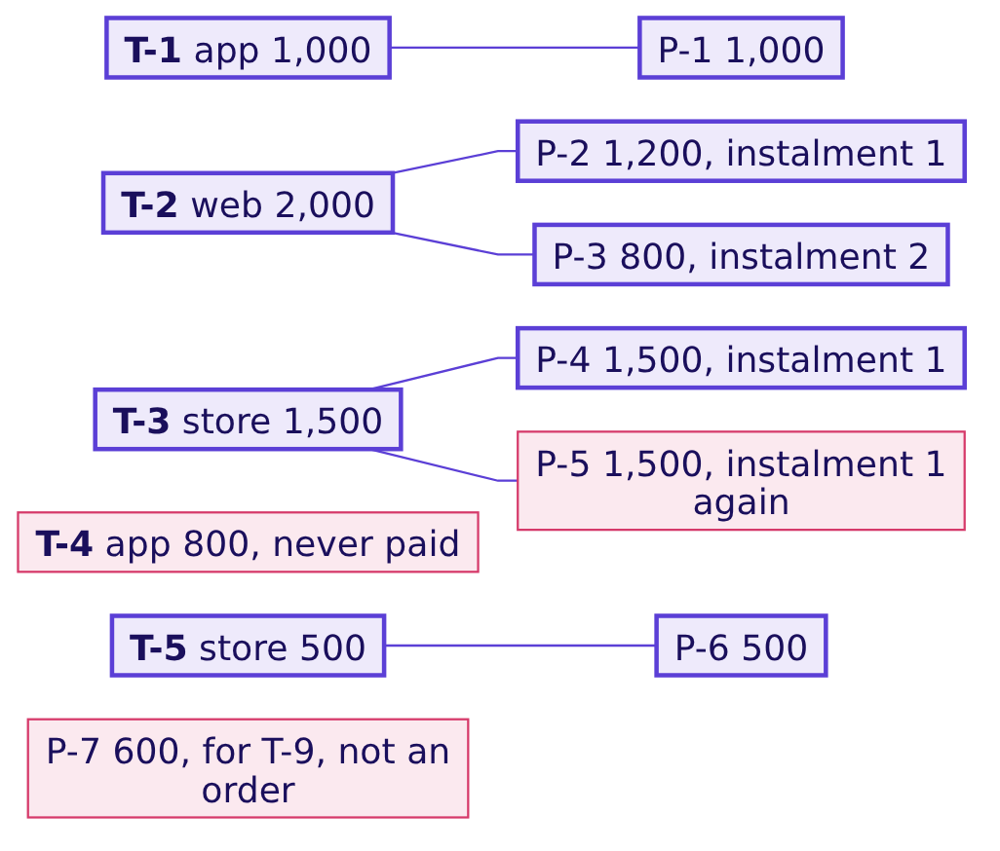 T-1 app 1,000
P-1 1,000
P-2 1,200, instalment 1
T-2 web 2,000
P-3 800, instalment 2
P-4 1,500, instalment 1
T-3 store 1,500
P-5 1,500, instalment 1
again
T-4 app 800, never paid
T-5 store 500
P-6 500
P-7 600, for T-9, not an
order